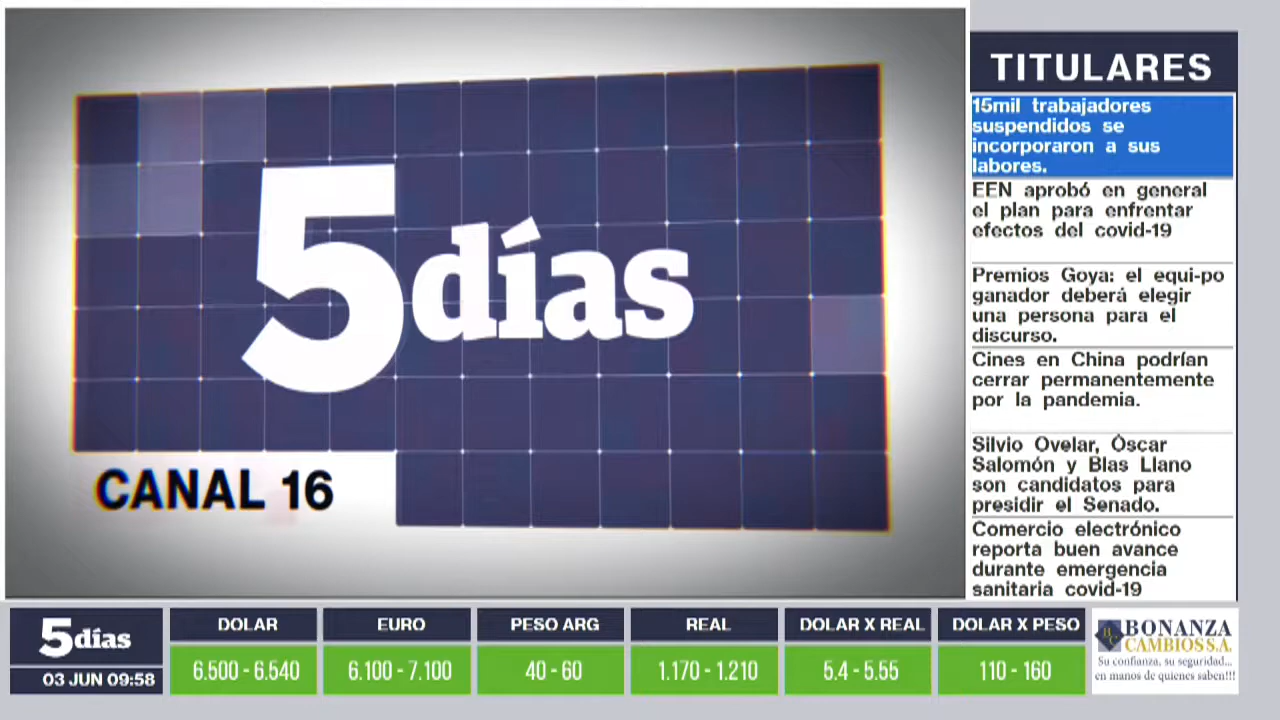 5días
CANAL 16
TITULARES
15mil trabajadores
suspendidos se
incorporaron a sus
labores.
EEN aprobó en general
el plan para enfrentar
efectos del covid-19
Premios Goya: el equi-po
ganador deberá elegir
una persona para el
discurso.
Cines en China podrían
cerrar permanentemente
por la pandemia.
Silvio Ovelar, Òscar
Salomón y Blas Llano
son candidatos para
presidir el Senado.
Comercio electrónico
reporta buen avance
durante emergencia
sanitaria covid-19
5días
03 JUN 09:58
DOLAR
6.500 - 6.540
EURO
6.100 - 7.100
PESO ARG
40 - 60
REAL
1.170 - 1.210
DOLAR X REAL
5.4 - 5.55
DOLAR X PESO
110 - 160
BONANZA
CAMBIOS S.A.
Su confianza, su seguridad...
en manos de quienes saben!!!